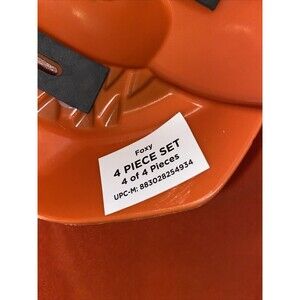 Foxy
4 PIECE SET
4 of 4 Pieces
UPC-M: 883028254934